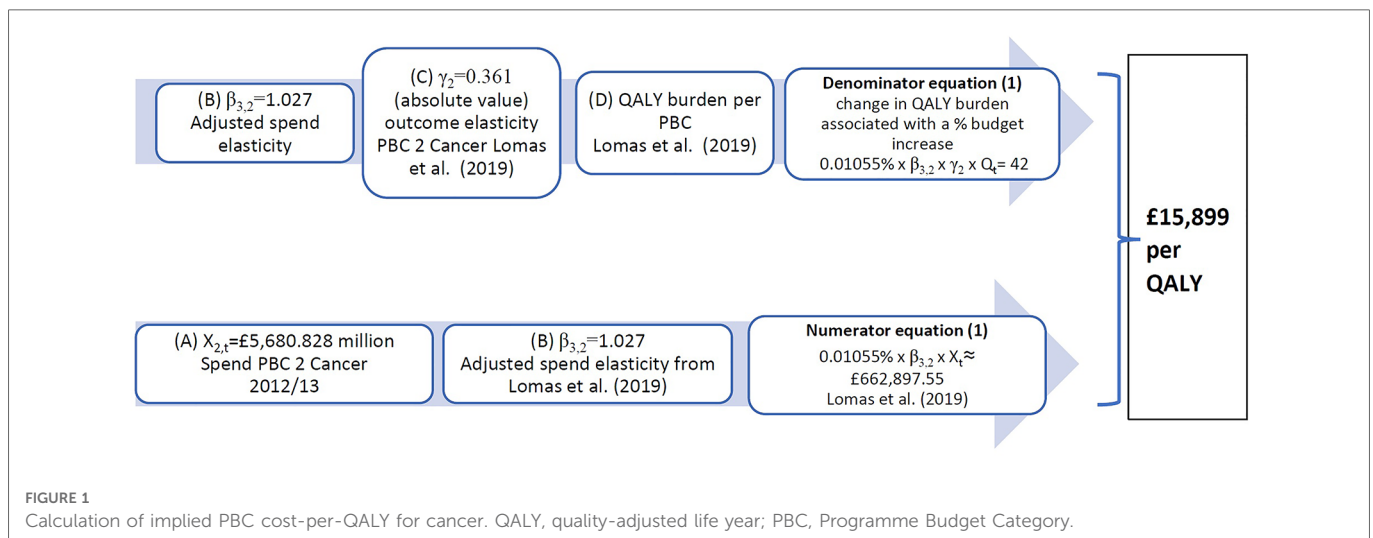 (B) β3,2=1.027
Adjusted spend
elasticity
(C) γ2=0.361
(absolute value)
outcome elasticity
PBC 2 Cancer Lomas
et al. (2019)
(D) QALY burden per
PBC
Lomas et al. (2019)
Denominator equation (1)
change in QALY burden
associated with a % budget
increase
0.01055% x β3,2 x γ2 x Qt= 42
£15,899
per
QALY
(A) X2,t=£5,680.828 million
Spend PBC 2 Cancer
2012/13
(B) β3,2=1.027
Adjusted spend elasticity from
Lomas et al. (2019)
Numerator equation (1)
0.01055% x β3,2 x Xt≈
£662,897.55
Lomas et al. (2019)
FIGURE 1
Calculation of implied PBC cost-per-QALY for cancer. QALY, quality-adjusted life year; PBC, Programme Budget Category.